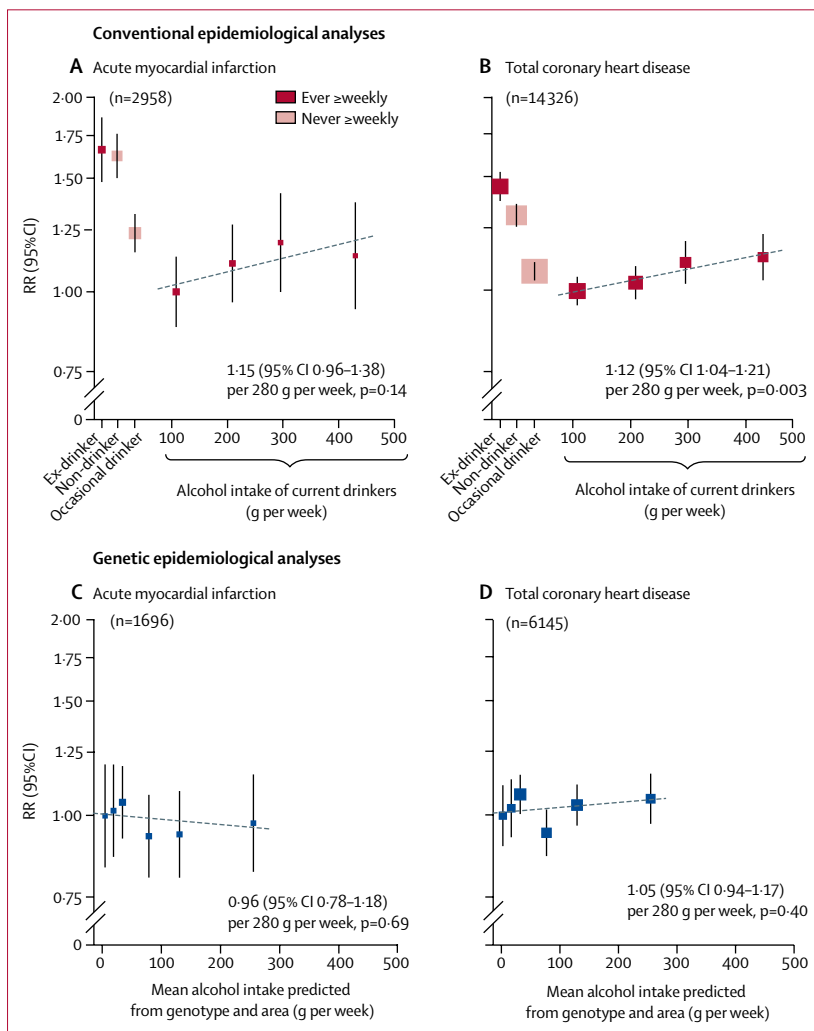 Conventional epidemiological analyses
A Acute myocardial infarction
(n=2958)
Ever ≥weekly
Never ≥weekly
2·00
1·75
1·50
1·25
1·00
0·75
0
RR (95%CI)
1·15 (95% CI 0·96–1·38)
per 280 g per week, p=0·14
Ex-drinker
Non-drinker
Occasional drinker
100 200 300 400 500
Alcohol intake of current drinkers
(g per week)
B Total coronary heart disease
(n=14326)
1·12 (95% CI 1·04–1·21)
per 280 g per week, p=0·003
Ex-drinker
Non-drinker
Occasional drinker
100 200 300 400 500
Alcohol intake of current drinkers
(g per week)
Genetic epidemiological analyses
C Acute myocardial infarction
(n=1696)
2·00
1·75
1·50
1·25
1·00
0·75
0
RR (95%CI)
0·96 (95% CI 0·78–1·18)
per 280 g per week, p=0·69
0 100 200 300 400 500
Mean alcohol intake predicted
from genotype and area (g per week)
D Total coronary heart disease
(n=6145)
1·05 (95% CI 0·94–1·17)
per 280 g per week, p=0·40
0 100 200 300 400 500
Mean alcohol intake predicted
from genotype and area (g per week)